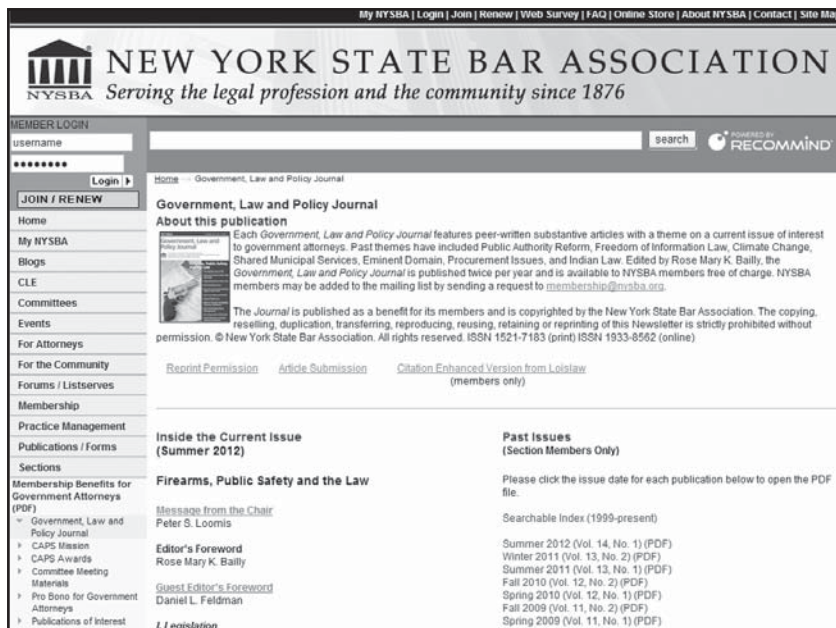 My NYSBA | Login | Join | Renew | Web Survey | FAQ | Online Store | About NYSBA | Contact | Site Map
NYSBA
NEW YORK STATE BAR ASSOCIATION
Serving the legal profession and the community since 1876
MEMBER LOGIN
username
Login
JOIN / RENEW
Home
My NYSBA
Blogs
CLE
Committees
Events
For Attorneys
For the Community
Forums / Listserves
Membership
Practice Management
Publications / Forms
Sections
Membership Benefits for
Government Attorneys
(PDF)
Government, Law and
Policy Journal
CAPS Mission
CAPS Awards
Committee Meeting
Materials
Pro Bono for Government
Attorneys
Publications of Interest
search
POWERED BY
RECOMMIND
Home → Government, Law and Policy Journal
Government, Law and Policy Journal
About this publication
Government, Law and
Policy Journal
Each Government, Law and Policy Journal features peer-written substantive articles with a theme on a current issue of interest
to government attorneys. Past themes have included Public Authority Reform, Freedom of Information Law, Climate Change,
Shared Municipal Services, Eminent Domain, Procurement Issues, and Indian Law. Edited by Rose Mary K. Bailly, the
Government, Law and Policy Journal is published twice per year and is available to NYSBA members free of charge. NYSBA
members may be added to the mailing list by sending a request to membership@nysba.org.
The Journal is published as a benefit for its members and is copyrighted by the New York State Bar Association. The copying,
reselling, duplication, transferring, reproducing, reusing, retaining or reprinting of this Newsletter is strictly prohibited without
permission. © New York State Bar Association. All rights reserved. ISSN 1521-7183 (print) ISSN 1933-8562 (online)
Reprint Permission Article Submission Citation Enhanced Version from Loislaw
(members only)
Inside the Current Issue
(Summer 2012)
Firearms, Public Safety and the Law
Message from the Chair
Peter S. Loomis
Editor's Foreword
Rose Mary K. Bailly
Guest Editor's Foreword
Daniel L. Feldman
I. Legislation
Past Issues
(Section Members Only)
Please click the issue date for each publication below to open the PDF
file.
Searchable Index (1999-present)
Summer 2012 (Vol. 14, No. 1) (PDF)
Winter 2011 (Vol. 13, No. 2) (PDF)
Summer 2011 (Vol. 13, No. 1) (PDF)
Fall 2010 (Vol. 12, No. 2) (PDF)
Spring 2010 (Vol. 12, No. 1) (PDF)
Fall 2009 (Vol. 11, No. 2) (PDF)
Spring 2009 (Vol. 11, No. 1) (PDF)